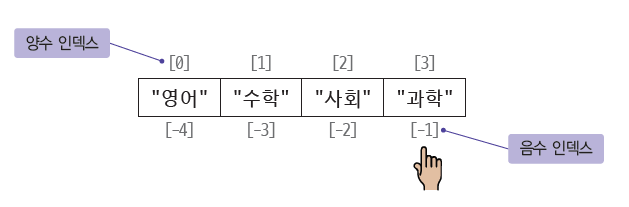 양수 인덱스
[0] [1] [2] [3]
"영어" "수학" "사회" "과학"
[-4] [-3] [-2] [-1]
음수 인덱스